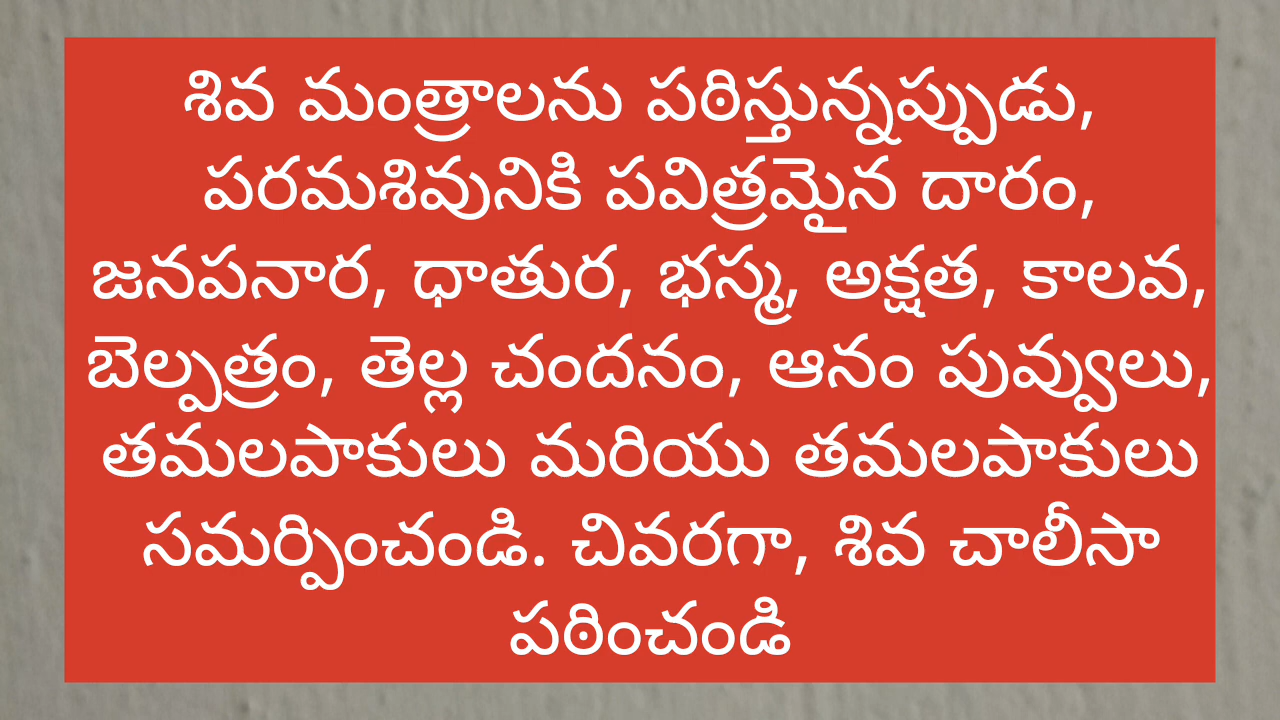 శివ మంత్రాలను పఠిస్తున్నప్పుడు,
పరమశివునికి పవిత్రమైన దారం,
జనపనార, ధాతుర, భస్మ, అక్షత, కాలవ,
బెల్పత్రం, తెల్ల చందనం, ఆనం పువ్వులు,
తమలపాకులు మరియు తమలపాకులు
సమర్పించండి. చివరగా, శివ చాలీసా
పఠించండి